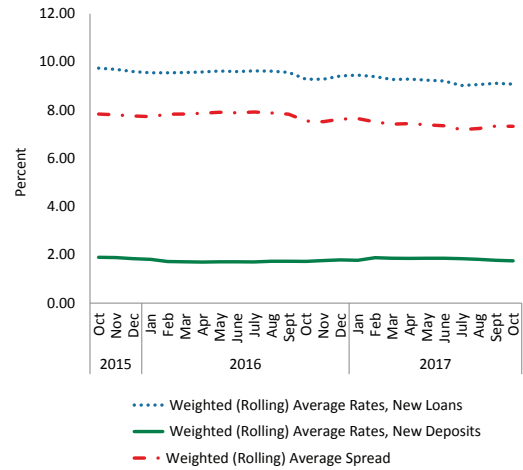 12.00
10.00
8.00
6.00
4.00
2.00
0.00
Percent
Oct Nov Dec Jan Feb Mar Apr May June July Aug Sept Oct Nov Dec Jan Feb Mar Apr May June July Aug Sept Oct
2015 2016 2017
Weighted (Rolling) Average Rates, New Loans
Weighted (Rolling) Average Rates, New Deposits
Weighted (Rolling) Average Spread